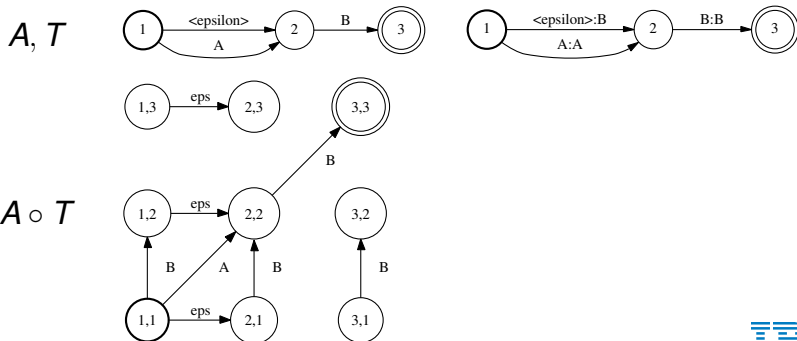 A, T
1 <epsilon> 2 B 3
A
1 <epsilon>:B 2 B:B 3
A:A
1,3 eps 2,3 3,3
B
A ∘ T
1,2 eps 2,2 3,2
B A B B
1,1 eps 2,1 3,1